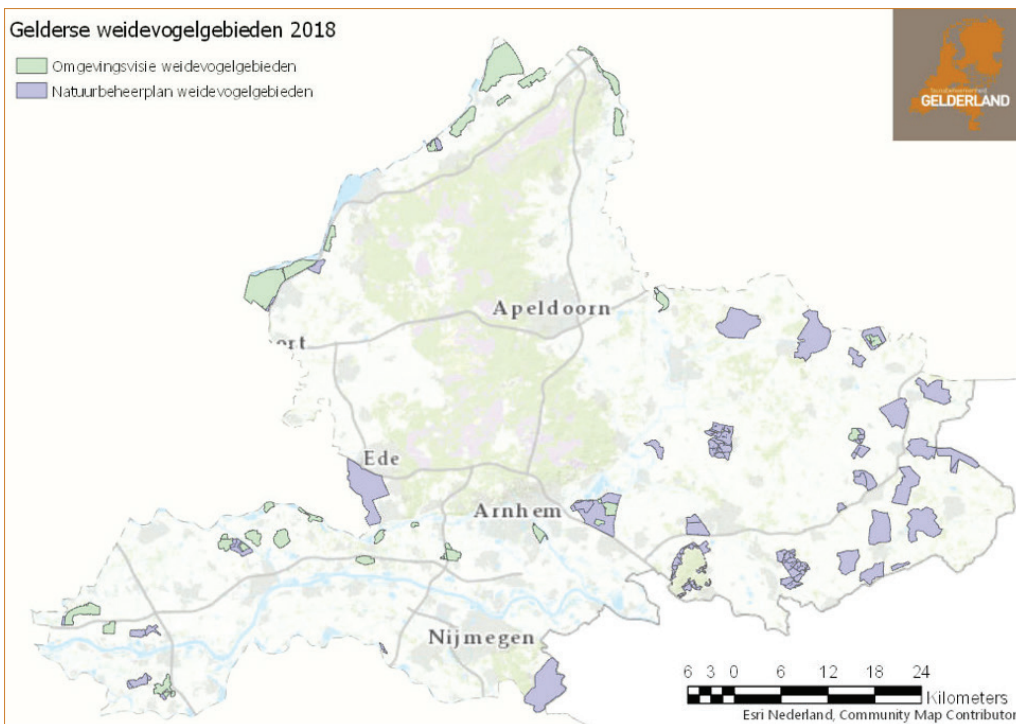 Gelderse weidevogelgebieden 2018
Omgevingsvisie weidevogelgebieden
Natuurbeheerplan weidevogelgebieden
GELDERLAND
Apeldoorn
ort
Ede
Arnhem
Nijmegen
6 3 0 6 12 18 24
Kilometers
Esri Nederland, Community Map Contributor